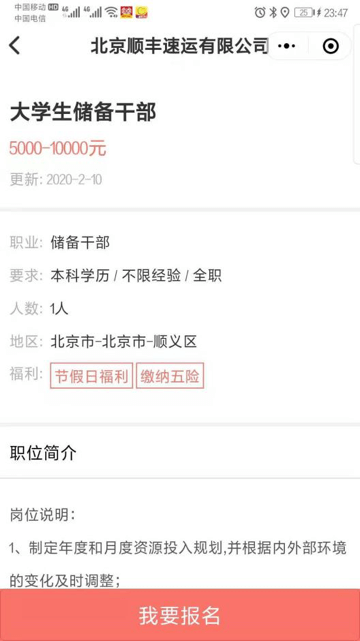 中国移动 HD 4G 4G 23:47
中国电信 25
北京顺丰速运有限公司
大学生储备干部
5000-10000元
更新: 2020-2-10
职业: 储备干部
要求: 本科学历 / 不限经验 / 全职
人数: 1人
地区: 北京市-北京市-顺义区
福利: 节假日福利 缴纳五险
职位简介
岗位说明：
1、制定年度和月度资源投入规划,并根据内外部环境
的变化及时调整；
我要报名